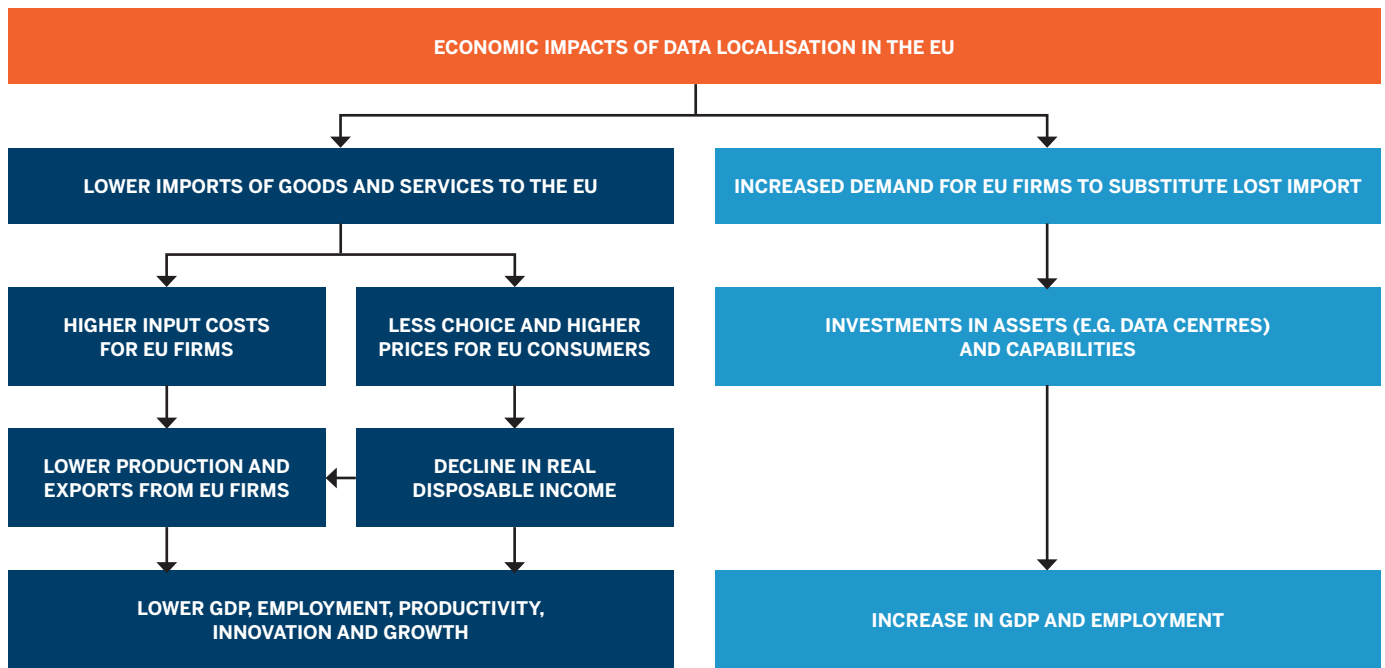 ECONOMIC IMPACTS OF DATA LOCALISATION IN THE EU
LOWER IMPORTS OF GOODS AND SERVICES TO THE EU
INCREASED DEMAND FOR EU FIRMS TO SUBSTITUTE LOST IMPORT
HIGHER INPUT COSTS
FOR EU FIRMS
LESS CHOICE AND HIGHER
PRICES FOR EU CONSUMERS
INVESTMENTS IN ASSETS (E.G. DATA CENTRES)
AND CAPABILITIES
LOWER PRODUCTION AND
EXPORTS FROM EU FIRMS
DECLINE IN REAL
DISPOSABLE INCOME
LOWER GDP, EMPLOYMENT, PRODUCTIVITY,
INNOVATION AND GROWTH
INCREASE IN GDP AND EMPLOYMENT